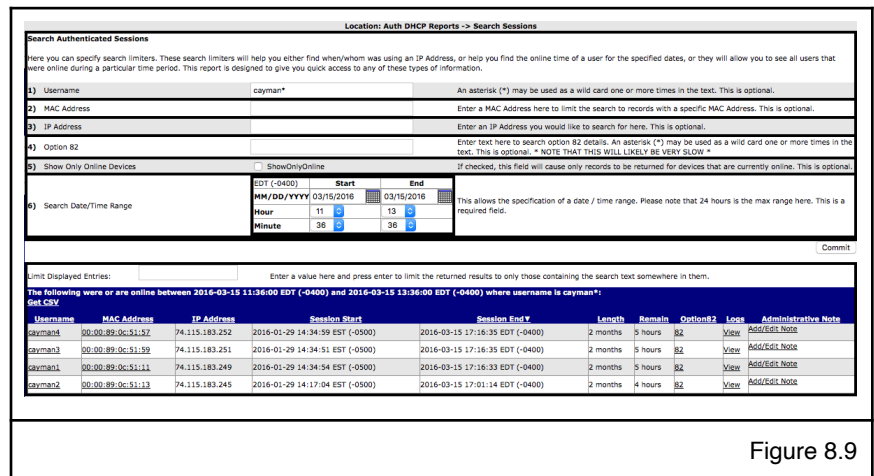 Location: Auth DHCP Reports -> Search Sessions
Search Authenticated Sessions
Here you can specify search limiters. These search limiters will help you either find when/whom was using an IP Address, or help you find the online time of a user for the specified dates, or they will allow you to see all users that
were online during a particular time period. This report is designed to give you quick access to any of these types of information.
1) Username cayman* An asterisk (*) may be used as a wild card one or more times in the text. This is optional.
2) MAC Address Enter a MAC Address here to limit the search to records with a specific MAC Address. This is optional.
3) IP Address Enter an IP Address you would like to search for here. This is optional.
4) Option 82 Enter text here to search option 82 details. An asterisk (*) may be used as a wild card one or more times in the
text. This is optional. * NOTE THAT THIS WILL LIKELY BE VERY SLOW *
5) Show Only Online Devices ShowOnlyOnline If checked, this field will cause only records to be returned for devices that are currently online. This is optional.
EDT (-0400) Start End
MM/DD/YYYY 03/15/2016 03/15/2016
6) Search Date/Time Range This allows the specification of a date / time range. Please note that 24 hours is the max range here. This is a
required field.
Hour 11 13
Minute 36 36
Commit
Limit Displayed Entries: Enter a value here and press enter to limit the returned results to only those containing the search text somewhere in them.
The following were or are online between 2016-03-15 11:36:00 EDT (-0400) and 2016-03-15 13:36:00 EDT (-0400) where username is cayman*:
Get CSV
Username MAC Address IP Address Session Start Session End▼ Length Remain Option82 Logs Administrative Note
cayman4 00:00:89:0c:51:57 74.115.183.252 2016-01-29 14:34:59 EST (-0500) 2016-03-15 17:16:35 EDT (-0400) 2 months 5 hours 82 View Add/Edit Note
cayman3 00:00:89:0c:51:59 74.115.183.251 2016-01-29 14:34:51 EST (-0500) 2016-03-15 17:16:35 EDT (-0400) 2 months 5 hours 82 View Add/Edit Note
cayman1 00:00:89:0c:51:11 74.115.183.249 2016-01-29 14:34:54 EST (-0500) 2016-03-15 17:16:33 EDT (-0400) 2 months 5 hours 82 View Add/Edit Note
cayman2 00:00:89:0c:51:13 74.115.183.245 2016-01-29 14:17:04 EST (-0500) 2016-03-15 17:01:14 EDT (-0400) 2 months 4 hours 82 View Add/Edit Note
Figure 8.9